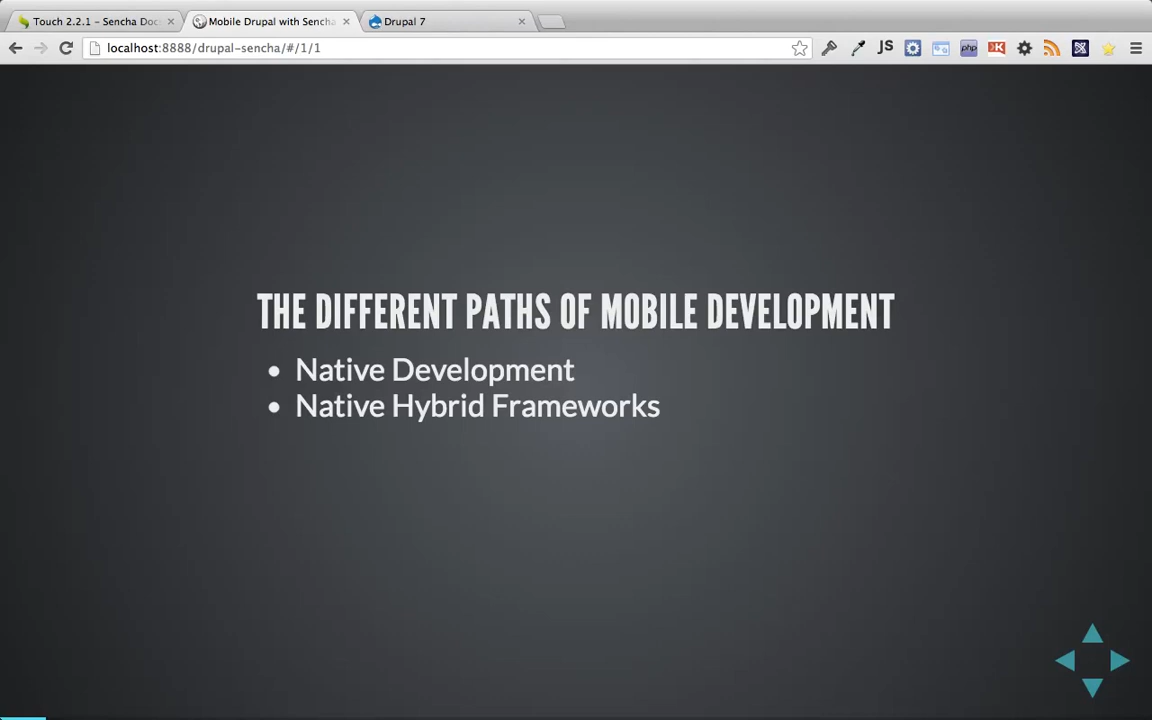 Touch 2.2.1 – Sencha Doc
Mobile Drupal with Sencha
Drupal 7
localhost:8888/drupal-sencha/#/1/1
JS
php
K
THE DIFFERENT PATHS OF MOBILE DEVELOPMENT
• Native Development
• Native Hybrid Frameworks